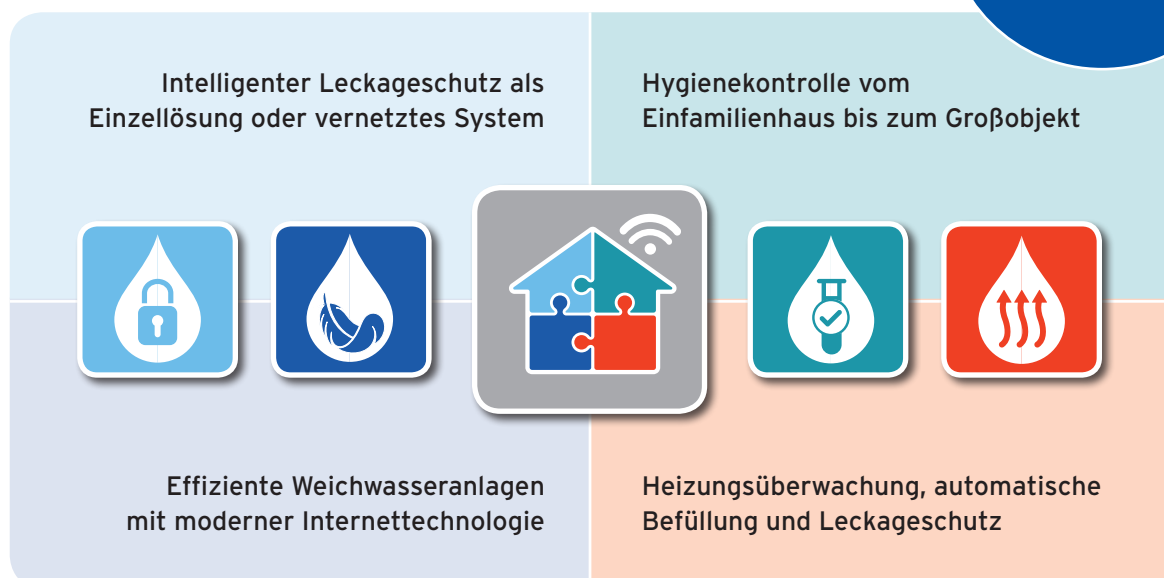 Intelligenter Leckageschutz als
Einzellösung oder vernetztes System
Hygienekontrolle vom
Einfamilienhaus bis zum Großobjekt
Effiziente Weichwasseranlagen
mit moderner Internettechnologie
Heizungsüberwachung, automatische
Befüllung und Leckageschutz